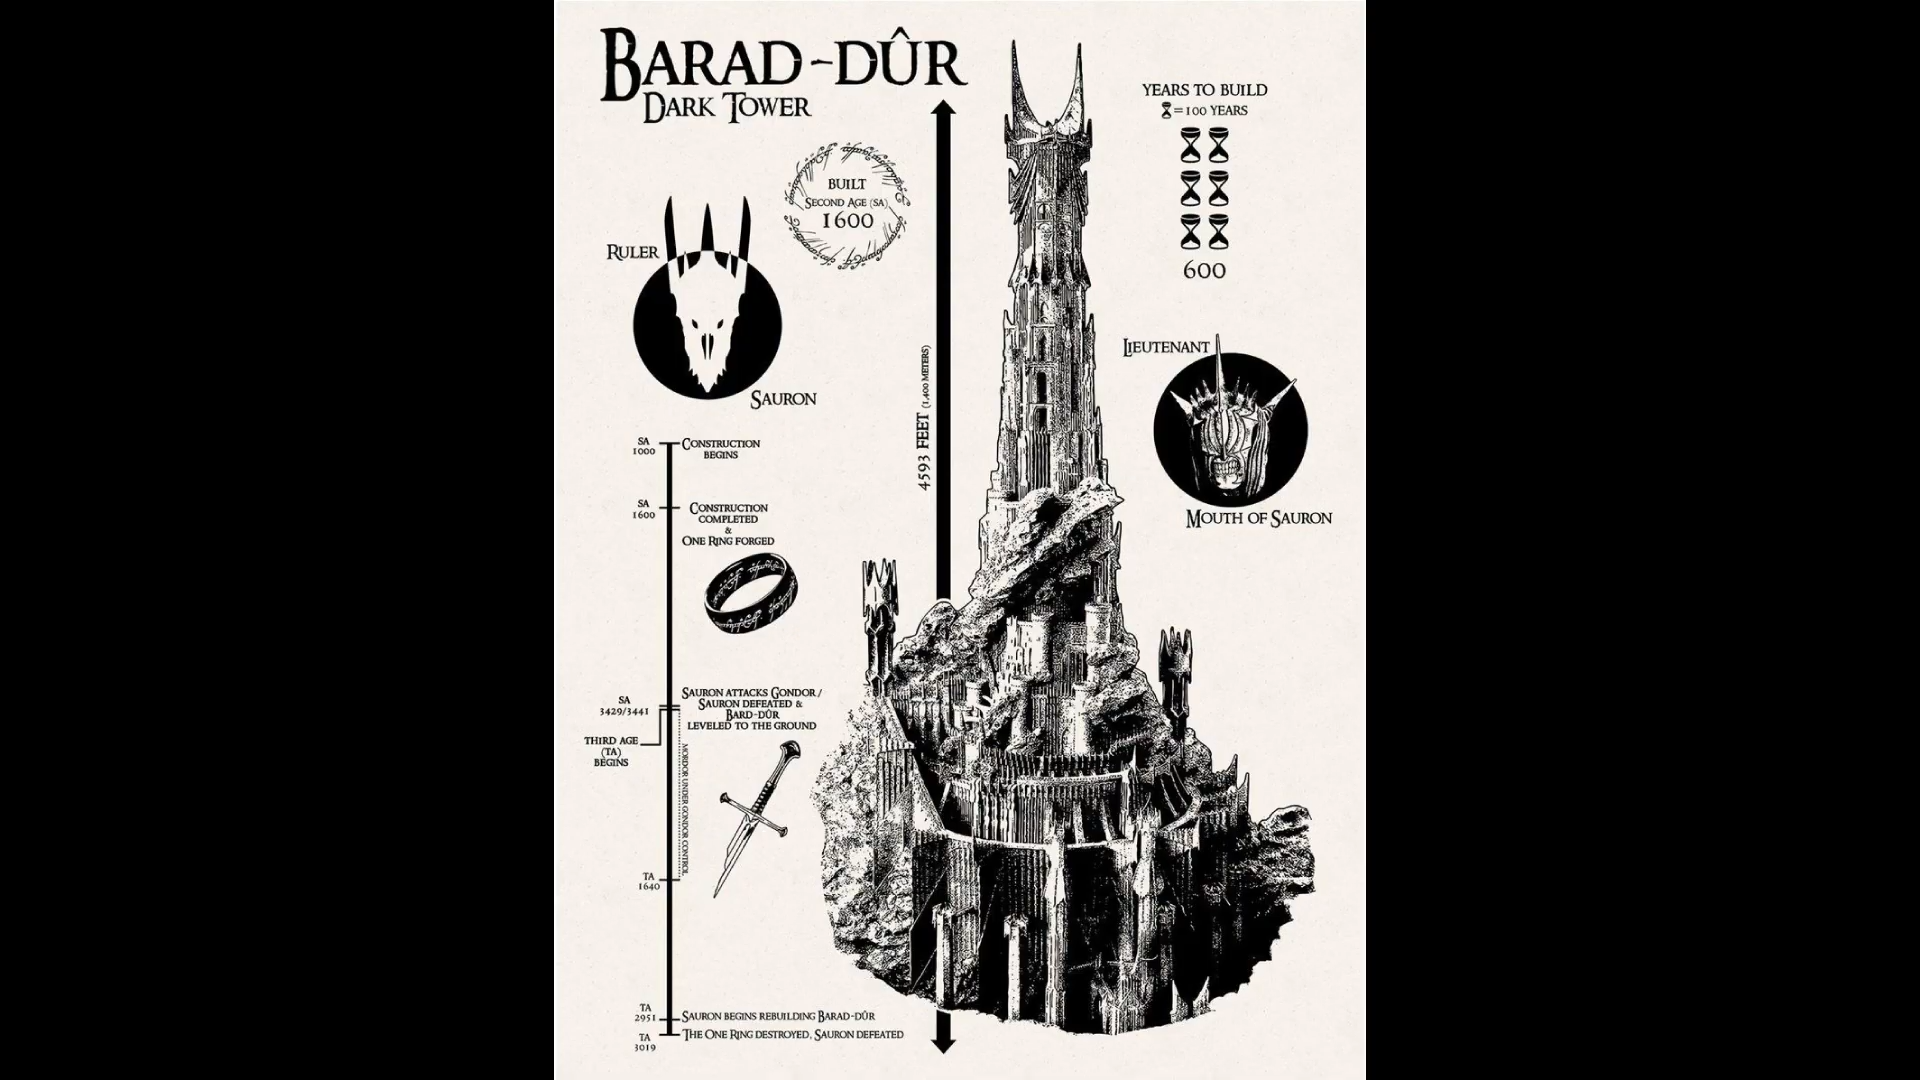 BARAD-DÛR
DARK TOWER
BUILT
SECOND AGE (SA)
1600
YEARS TO BUILD
=100 YEARS
600
RULER
SAURON
LIEUTENANT
MOUTH OF SAURON
4593 FEET (1,400 METERS)
SA
1000
CONSTRUCTION
BEGINS
SA
1600
CONSTRUCTION
COMPLETED
&
ONE RING FORGED
SA
3429/3441
SAURON ATTACKS GONDOR /
SAURON DEFEATED &
BARD-DÛR
LEVELED TO THE GROUND
THIRD AGE
(TA)
BEGINS
MORDOR UNDER GONDOR CONTROL
TA
1640
TA
2951
SAURON BEGINS REBUILDING BARAD-DÛR
TA
3019
THE ONE RING DESTROYED, SAURON DEFEATED